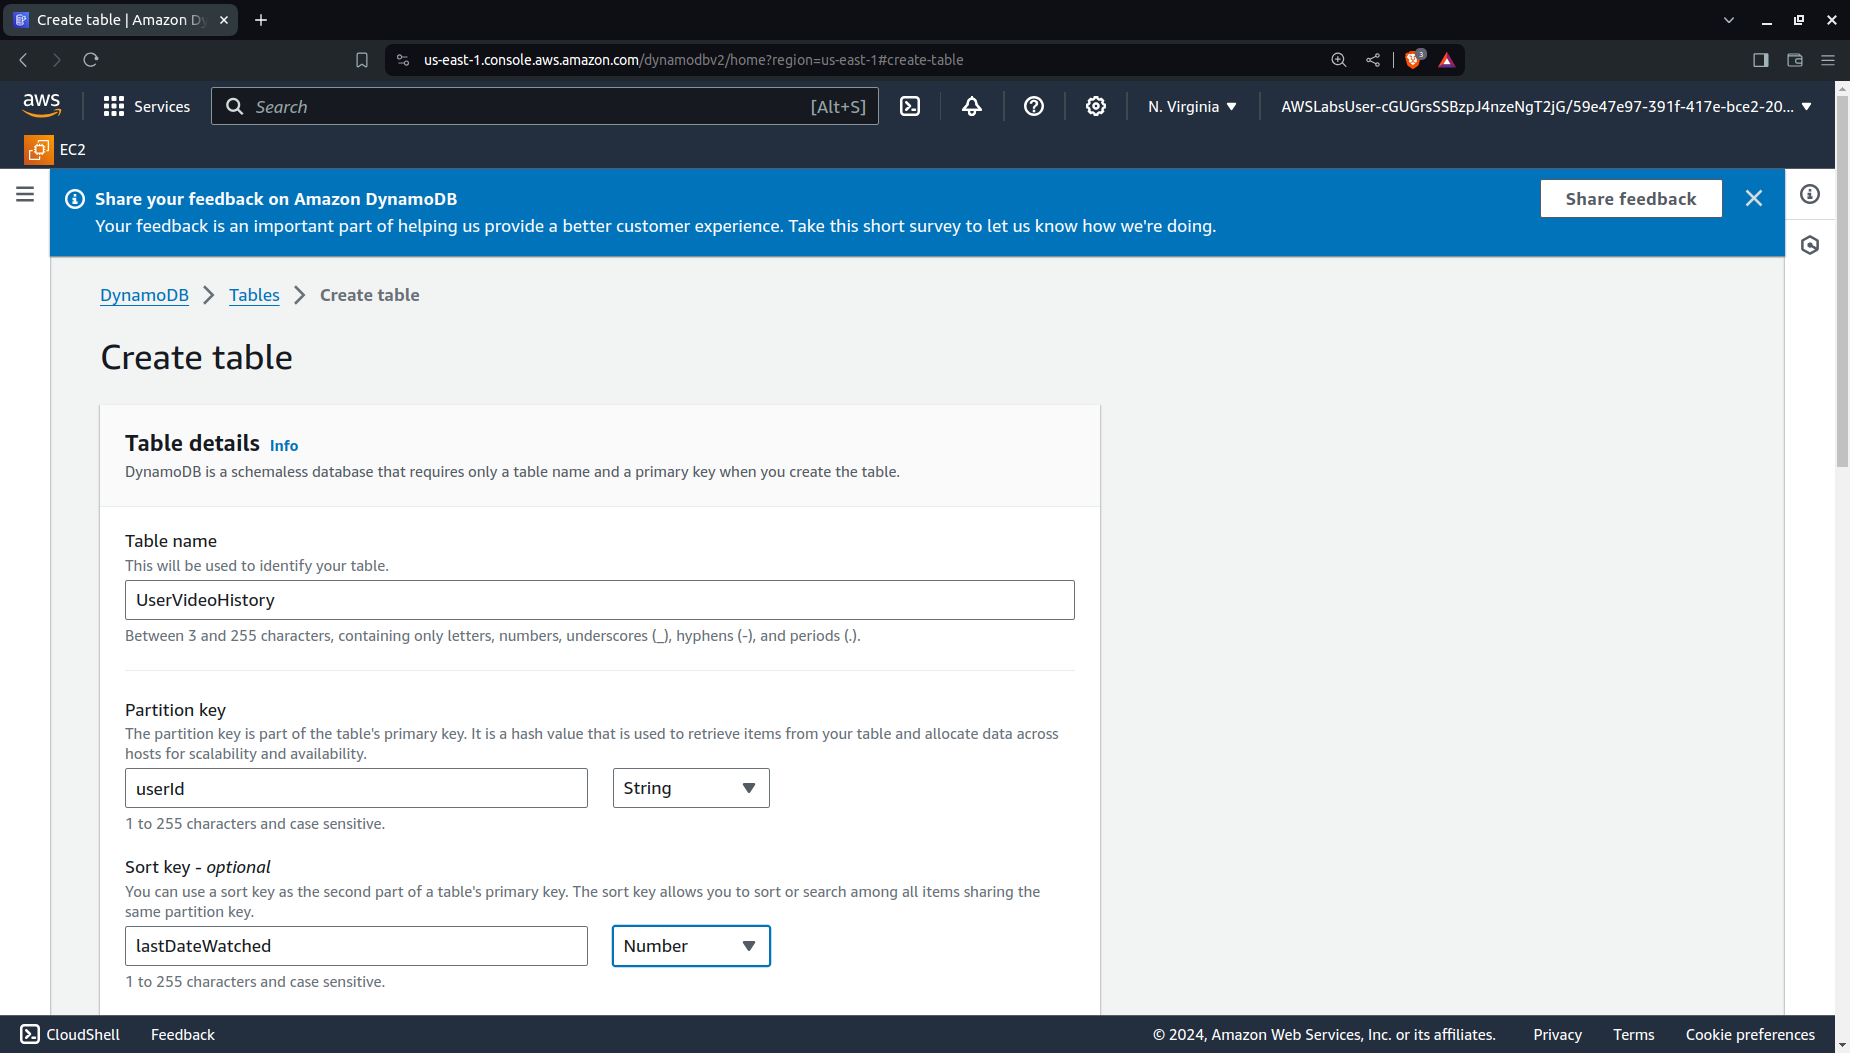 Create table | Amazon Dy
us-east-1.console.aws.amazon.com/dynamodbv2/home?region=us-east-1#create-table
3
aws
Services
Search
[Alt+S]
N. Virginia
AWSLabsUser-cGUGrsSSBzpJ4nzeNgT2jG/59e47e97-391f-417e-bce2-20...
EC2
Share your feedback on Amazon DynamoDB
Your feedback is an important part of helping us provide a better customer experience. Take this short survey to let us know how we're doing.
Share feedback
DynamoDB
Tables
Create table
Create table
Table details Info
DynamoDB is a schemaless database that requires only a table name and a primary key when you create the table.
Table name
This will be used to identify your table.
UserVideoHistory
Between 3 and 255 characters, containing only letters, numbers, underscores (_), hyphens (-), and periods (.).
Partition key
The partition key is part of the table's primary key. It is a hash value that is used to retrieve items from your table and allocate data across
hosts for scalability and availability.
userId
String
1 to 255 characters and case sensitive.
Sort key - optional
You can use a sort key as the second part of a table's primary key. The sort key allows you to sort or search among all items sharing the
same partition key.
lastDateWatched
Number
1 to 255 characters and case sensitive.
CloudShell
Feedback
© 2024, Amazon Web Services, Inc. or its affiliates.
Privacy
Terms
Cookie preferences